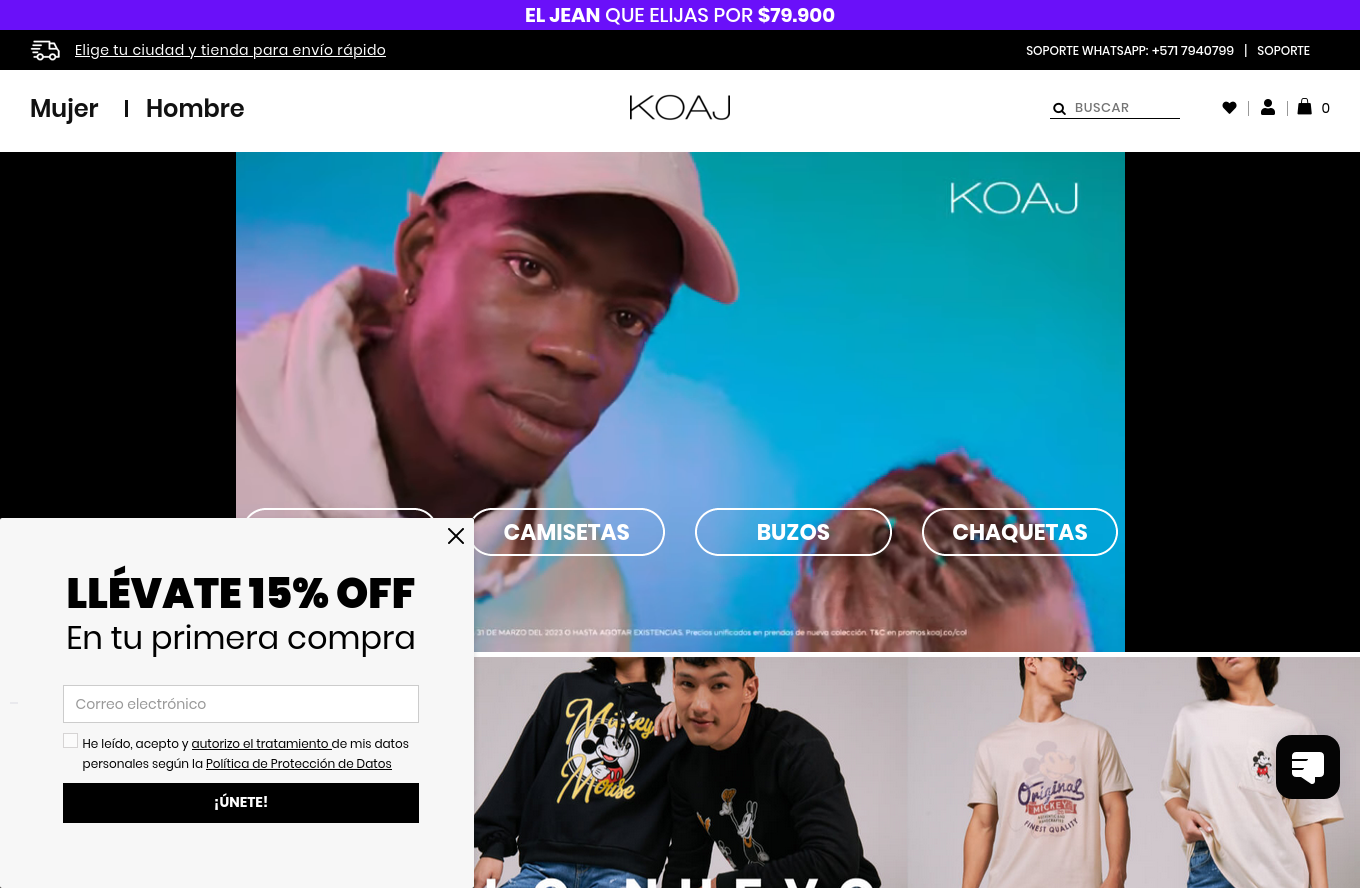 EL JEAN QUE ELIJAS POR $79.900
Elige tu ciudad y tienda para envío rápido
SOPORTE WHATSAPP: +571 7940799 | SOPORTE
Mujer | Hombre
KOAJ
BUSCAR
0
KOAJ
CAMISETAS
BUZOS
CHAQUETAS
31 DE MARZO DEL 2023 O HASTA AGOTAR EXISTENCIAS. Precios unificados en prendas de nueva colección. T&C en promos.koaj.co/col
LLÉVATE 15% OFF
En tu primera compra
Correo electrónico
He leído, acepto y autorizo el tratamiento de mis datos
personales según la Política de Protección de Datos
¡ÚNETE!
Mickey
Mouse
Original
MICKEY
FINEST QUALITY
LO NUEVO